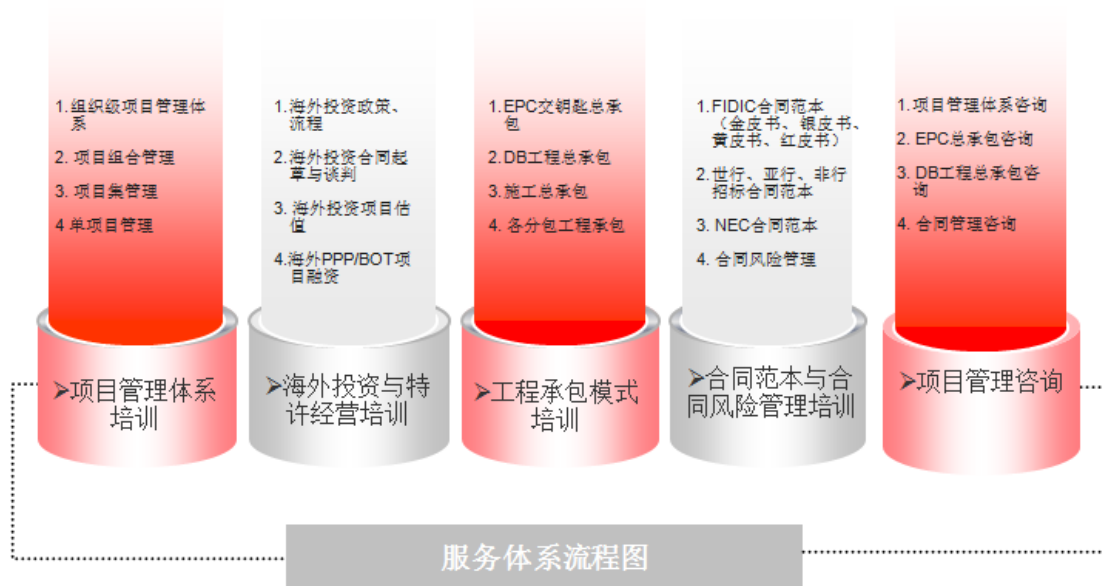 1.组织级项目管理体
系
2. 项目组合管理
3. 项目集管理
4 单项目管理
➢项目管理体系
培训
1.海外投资政策、
流程
2.海外投资合同起
草与谈判
3. 海外投资项目估
值
4.海外PPP/BOT项
目融资
➢海外投资与特
许经营培训
1.EPC交钥匙总承
包
2.DB工程总承包
3.施工总承包
4. 各分包工程承包
➢工程承包模式
培训
1.FIDIC合同范本
（金皮书、银皮书、
黄皮书、红皮书）
2.世行、亚行、非行
招标合同范本
3. NEC合同范本
4. 合同风险管理
➢合同范本与合
同风险管理培训
1.项目管理体系咨询
2. EPC总承包咨询
3. DB工程总承包咨
询
4. 合同管理咨询
➢项目管理咨询
服务体系流程图